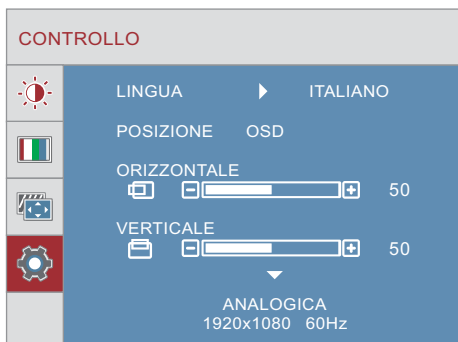 CONTROLLO
LINGUA ITALIANO
POSIZIONE OSD
ORIZZONTALE
50
VERTICALE
50
ANALOGICA
1920x1080 60Hz